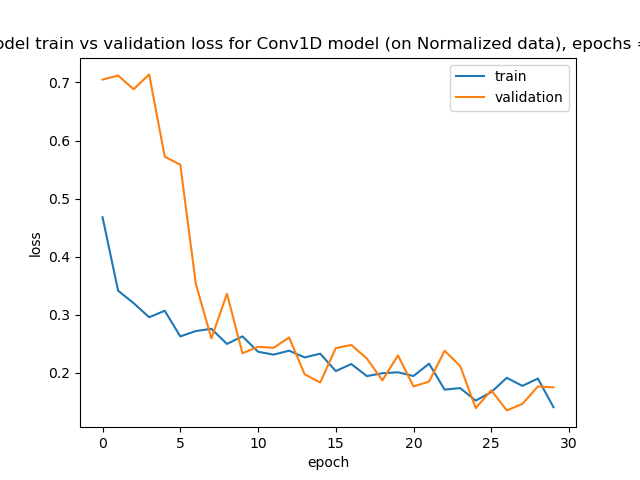 odel train vs validation loss for Conv1D model (on Normalized data), epochs =
train
validation
0.7
0.6
0.5
0.4
0.3
0.2
loss
0 5 10 15 20 25 30
epoch